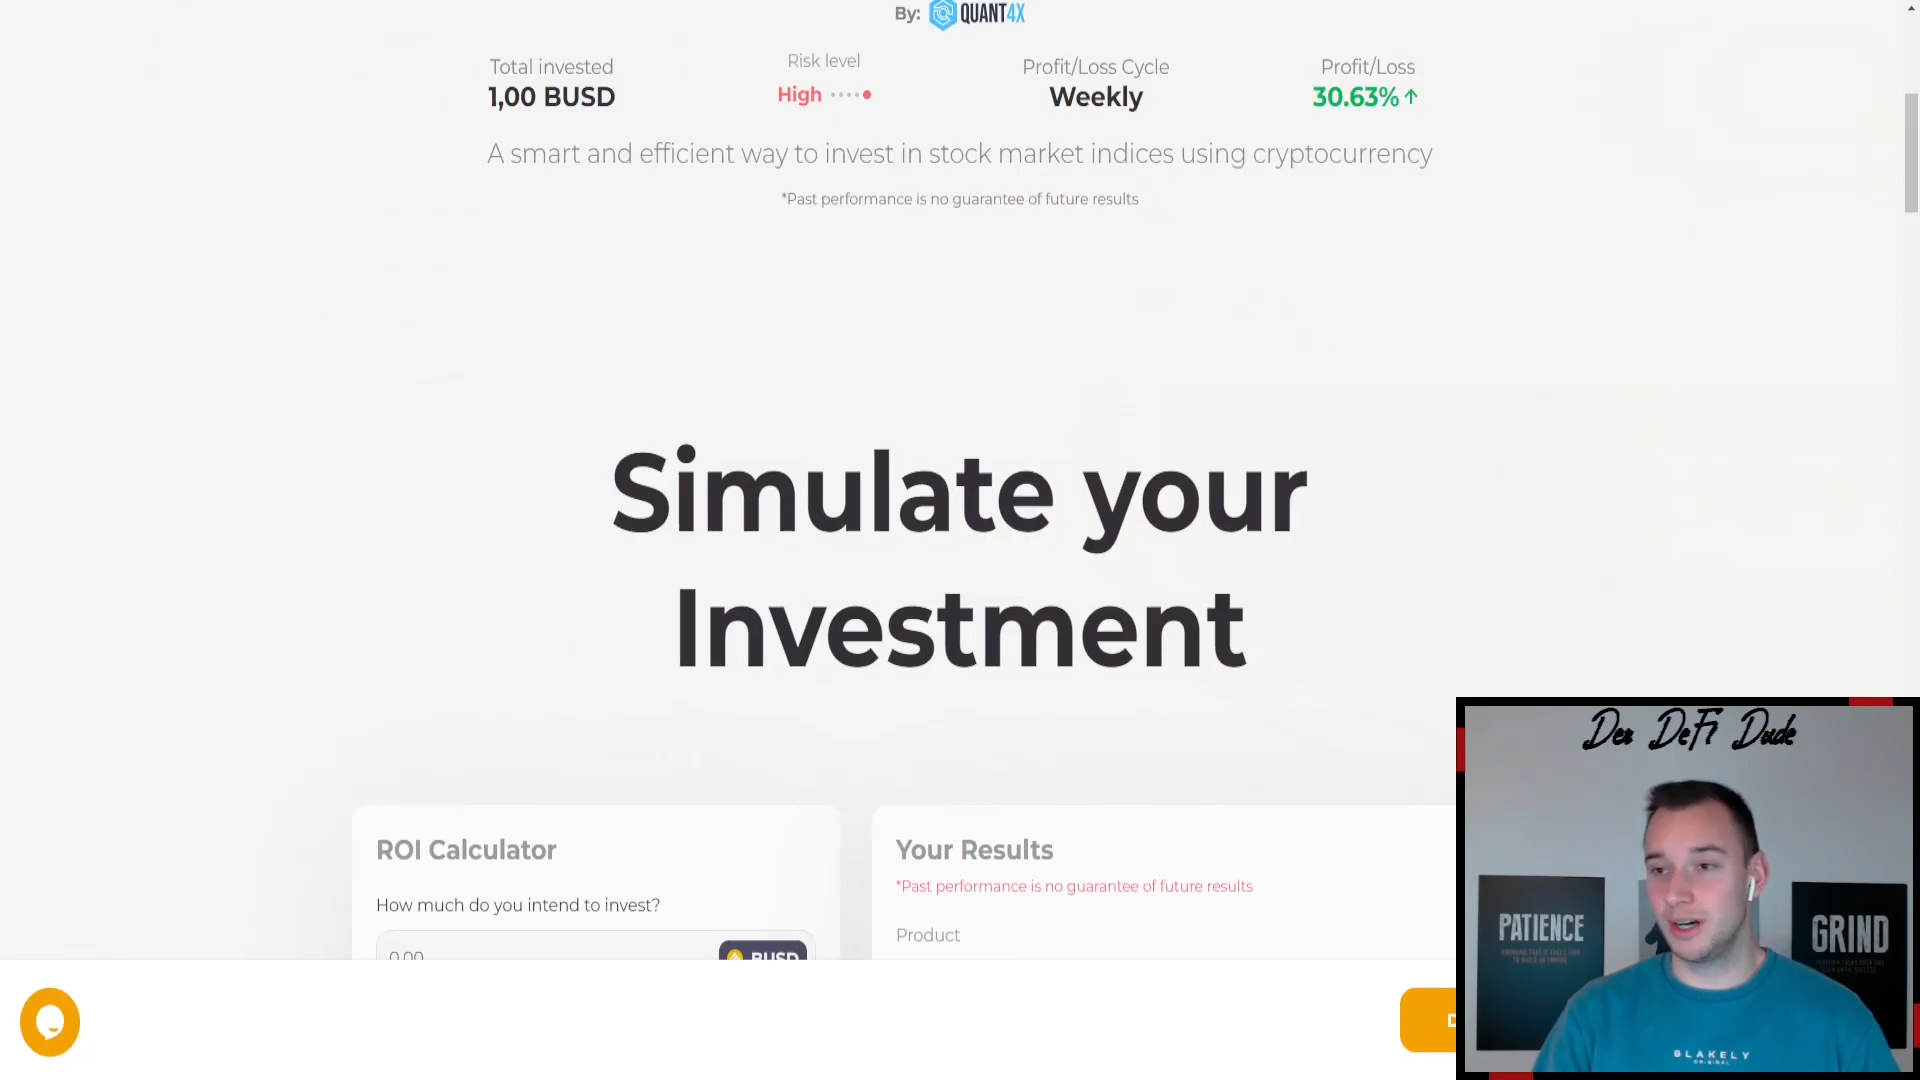 By: QUANT4X
Total invested
1,00 BUSD
Risk level
High
Profit/Loss Cycle
Weekly
Profit/Loss
30.63% ↑
A smart and efficient way to invest in stock market indices using cryptocurrency
*Past performance is no guarantee of future results
Simulate your
Investment
ROI Calculator
How much do you intend to invest?
0.00
BUSD
Your Results
*Past performance is no guarantee of future results
Product
Der DeFi Dude
PATIENCE
GRIND
BLAKELY
ORIGINAL